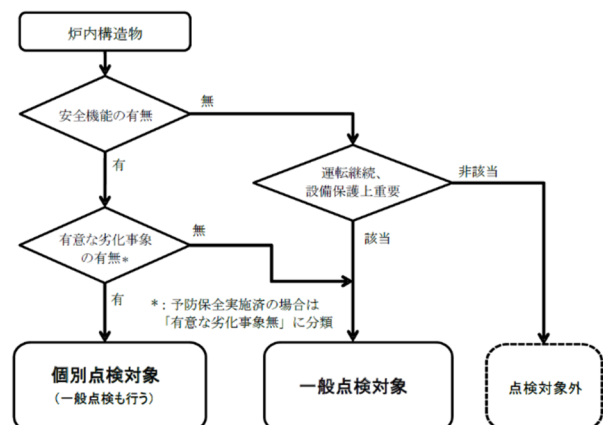 炉内構造物
安全機能の有無
無
有
運転継続、
設備保護上重要
非該当
該当
有意な劣化事象
の有無*
無
有
*：予防保全実施済の場合は
「有意な劣化事象無」に分類
個別点検対象
（一般点検も行う）
一般点検対象
点検対象外